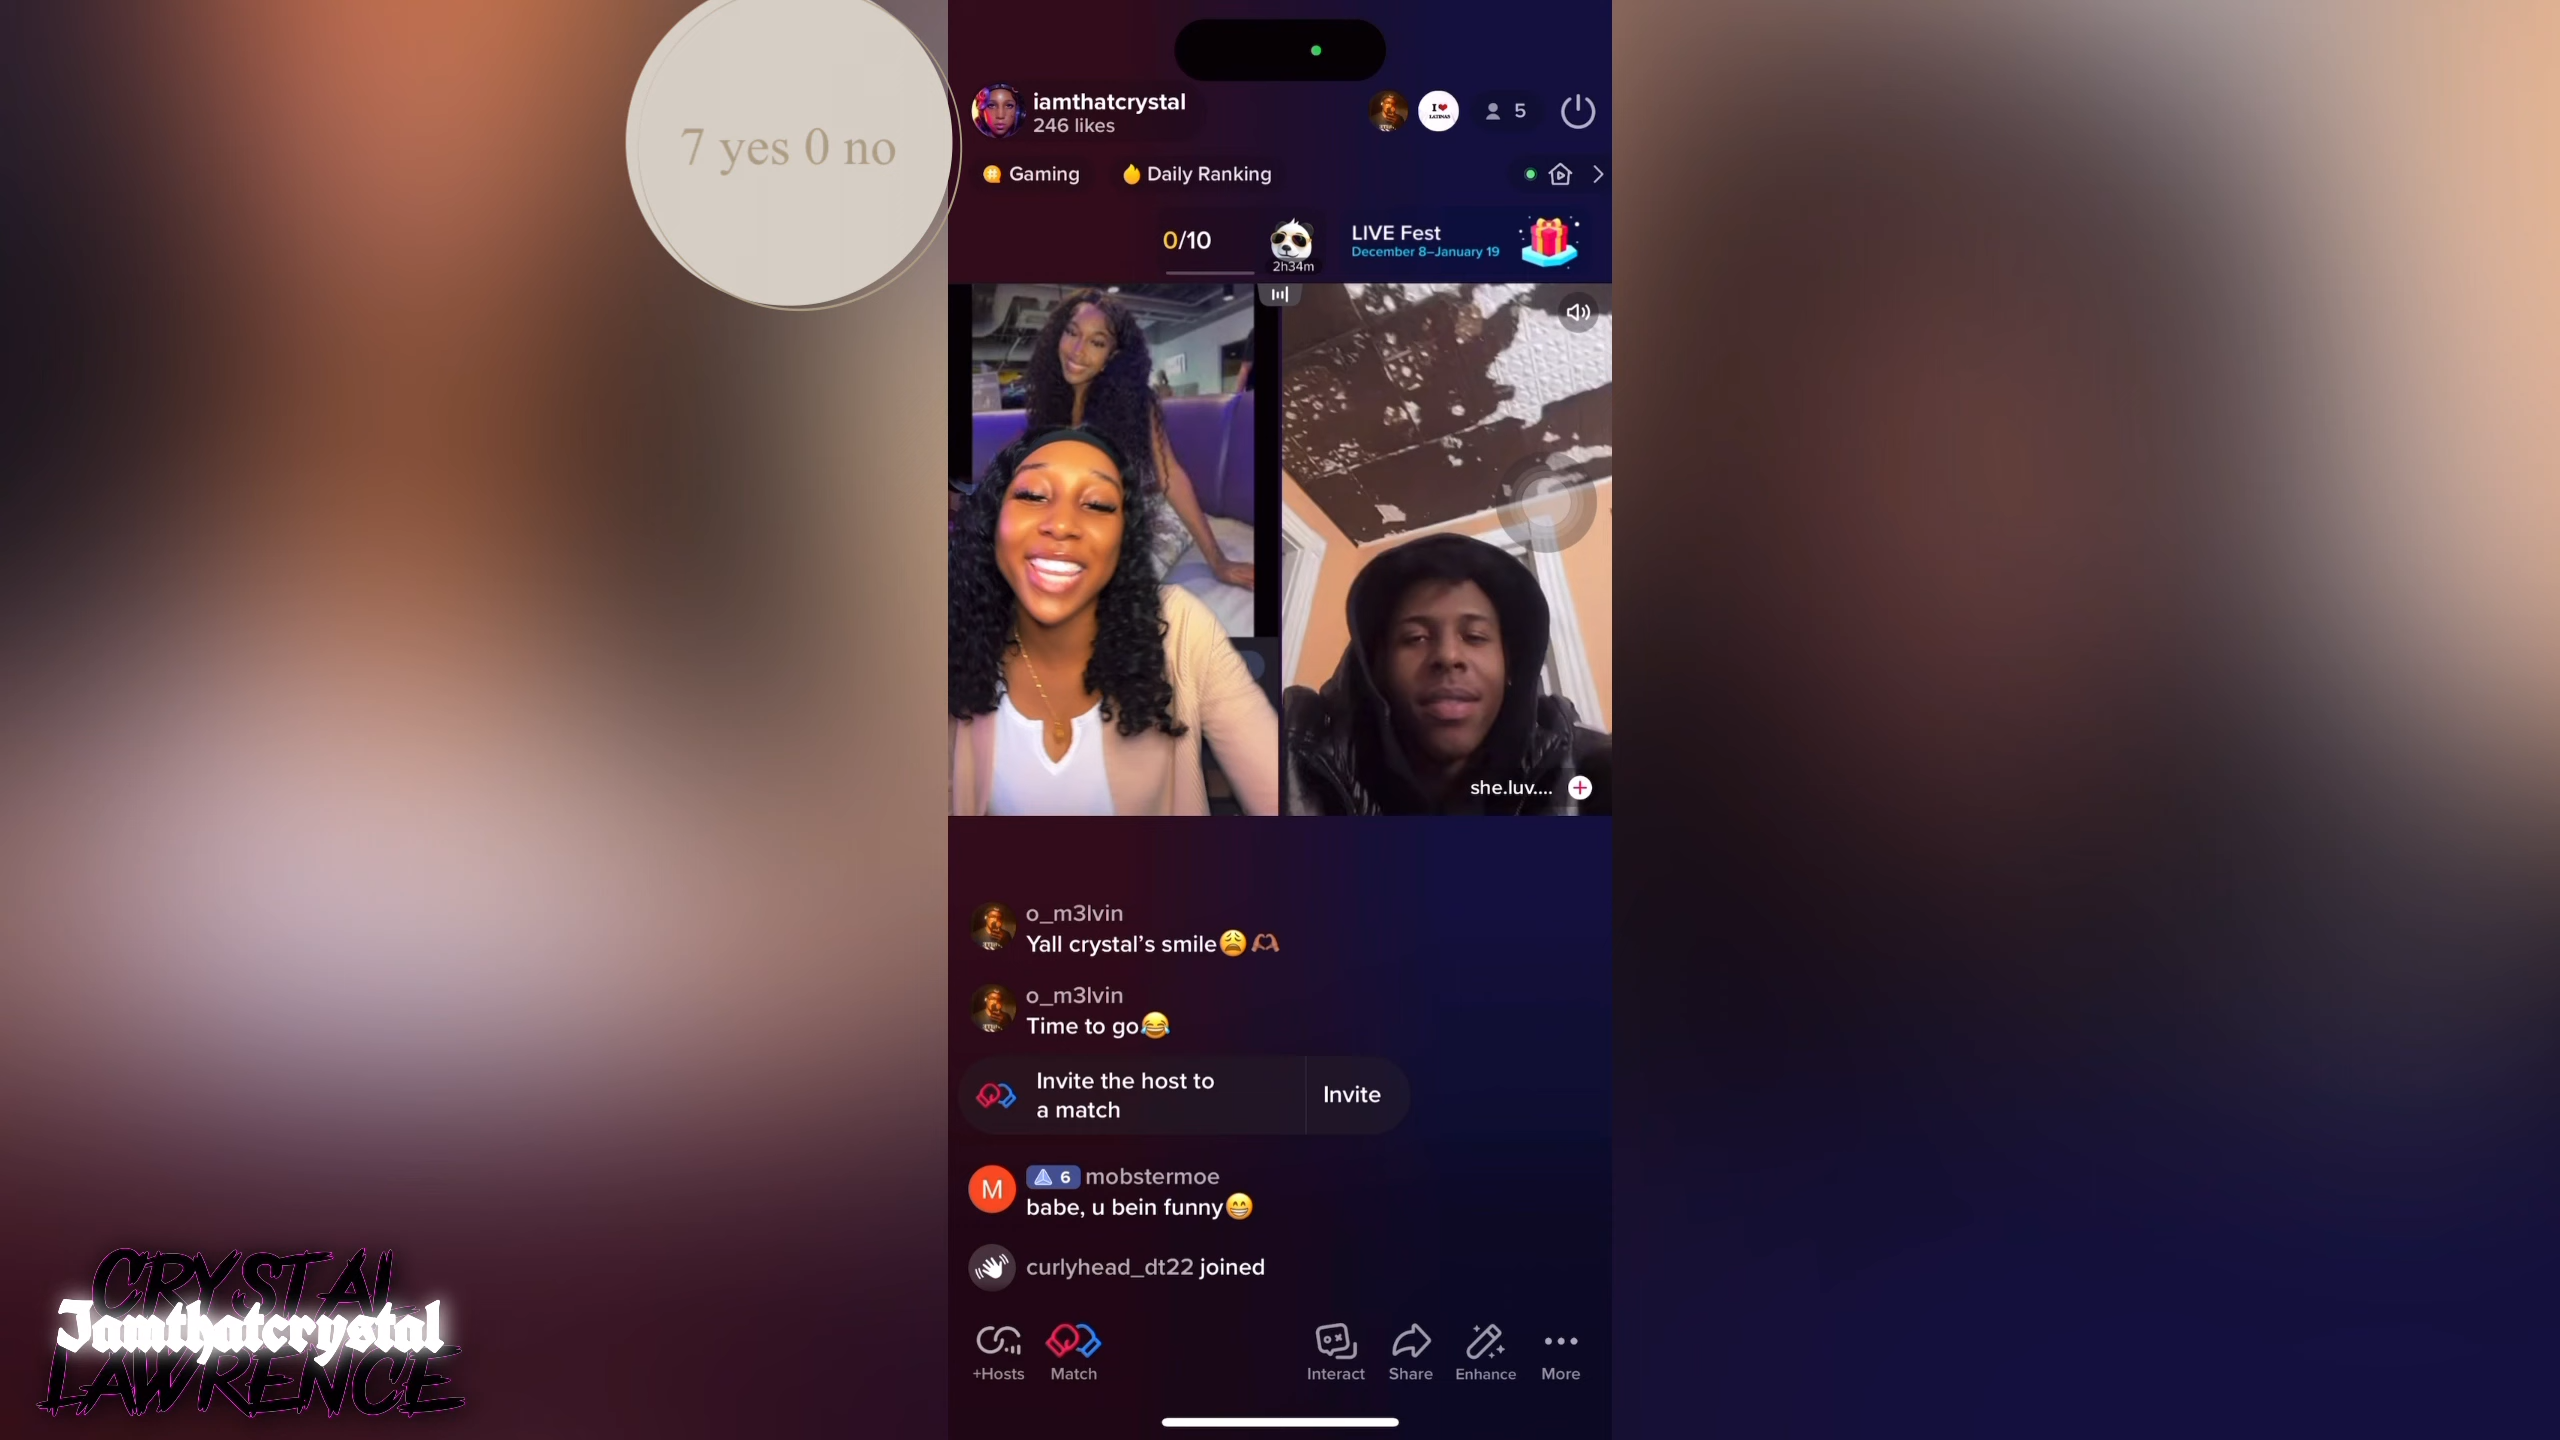 7 yes 0 no
iamthatcrystal
246 likes
5
Gaming
Daily Ranking
0/10
2h34m
LIVE Fest
December 8–January 19
I ❤
LATINAS
she.luv....
o_m3lvin
Yall crystal’s smile😩🫶🏾
o_m3lvin
Time to go😂
Invite the host to
a match
Invite
M
6 mobstermoe
babe, u bein funny😁
curlyhead_dt22 joined
+Hosts
Match
Interact
Share
Enhance
More
CRYSTAL
Iamthatcrystal
LAWRENCE